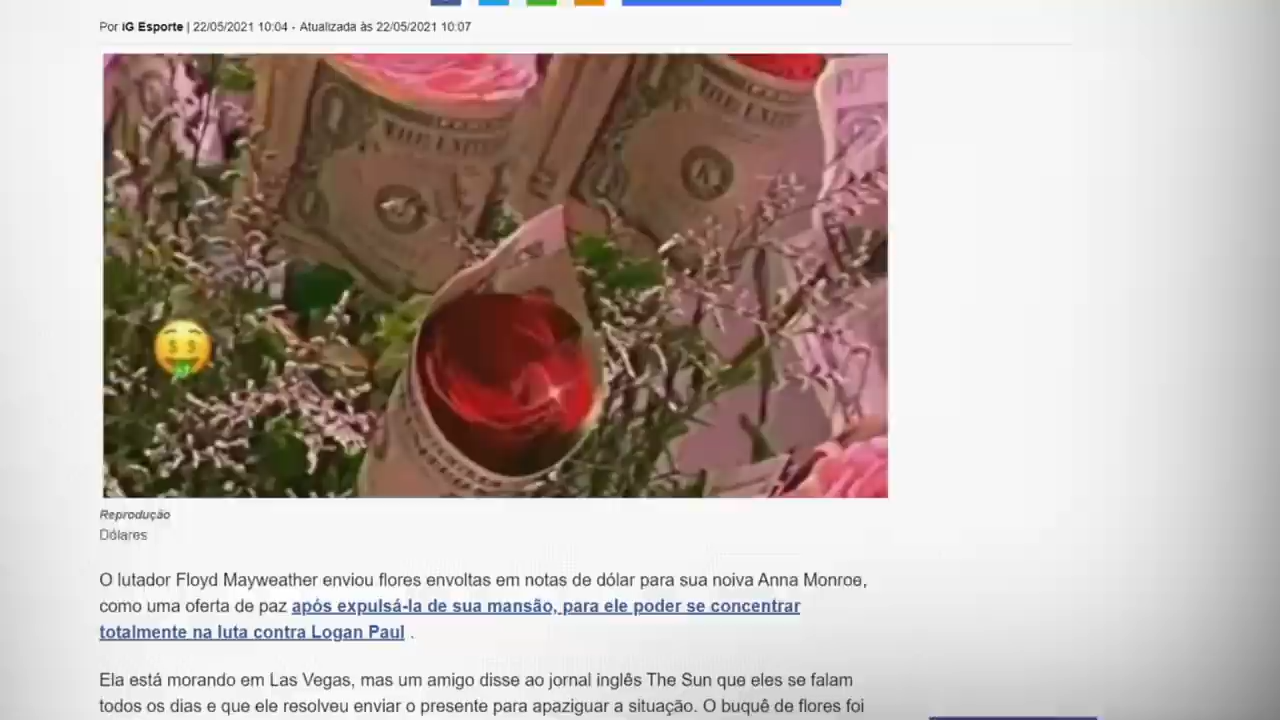 Por iG Esporte | 22/05/2021 10:04 - Atualizada às 22/05/2021 10:07
Reprodução
Dólares
O lutador Floyd Mayweather enviou flores envoltas em notas de dólar para sua noiva Anna Monroe,
como uma oferta de paz após expulsá-la de sua mansão, para ele poder se concentrar
totalmente na luta contra Logan Paul .
Ela está morando em Las Vegas, mas um amigo disse ao jornal inglês The Sun que eles se falam
todos os dias e que ele resolveu enviar o presente para apaziguar a situação. O buquê de flores foi